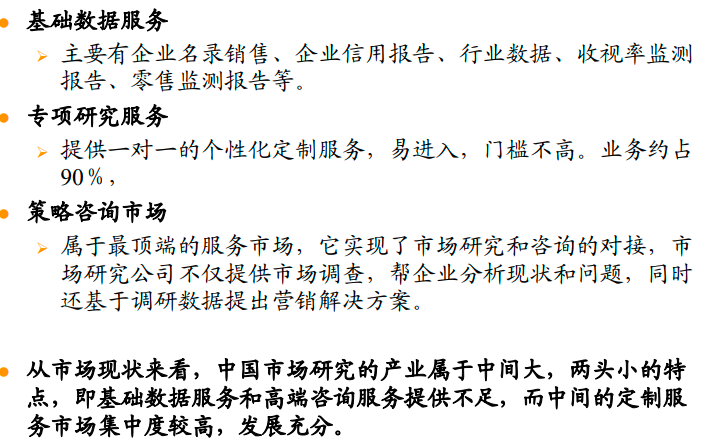 基础数据服务
主要有企业名录销售、企业信用报告、行业数据、收视率监测
报告、零售监测报告等。
专项研究服务
提供一对一的个性化定制服务，易进入，门槛不高。业务约占
90％，
策略咨询市场
属于最顶端的服务市场，它实现了市场研究和咨询的对接，市
场研究公司不仅提供市场调查，帮企业分析现状和问题，同时
还基于调研数据提出营销解决方案。
从市场现状来看，中国市场研究的产业属于中间大，两头小的特
点，即基础数据服务和高端咨询服务提供不足，而中间的定制服
务市场集中度较高，发展充分。